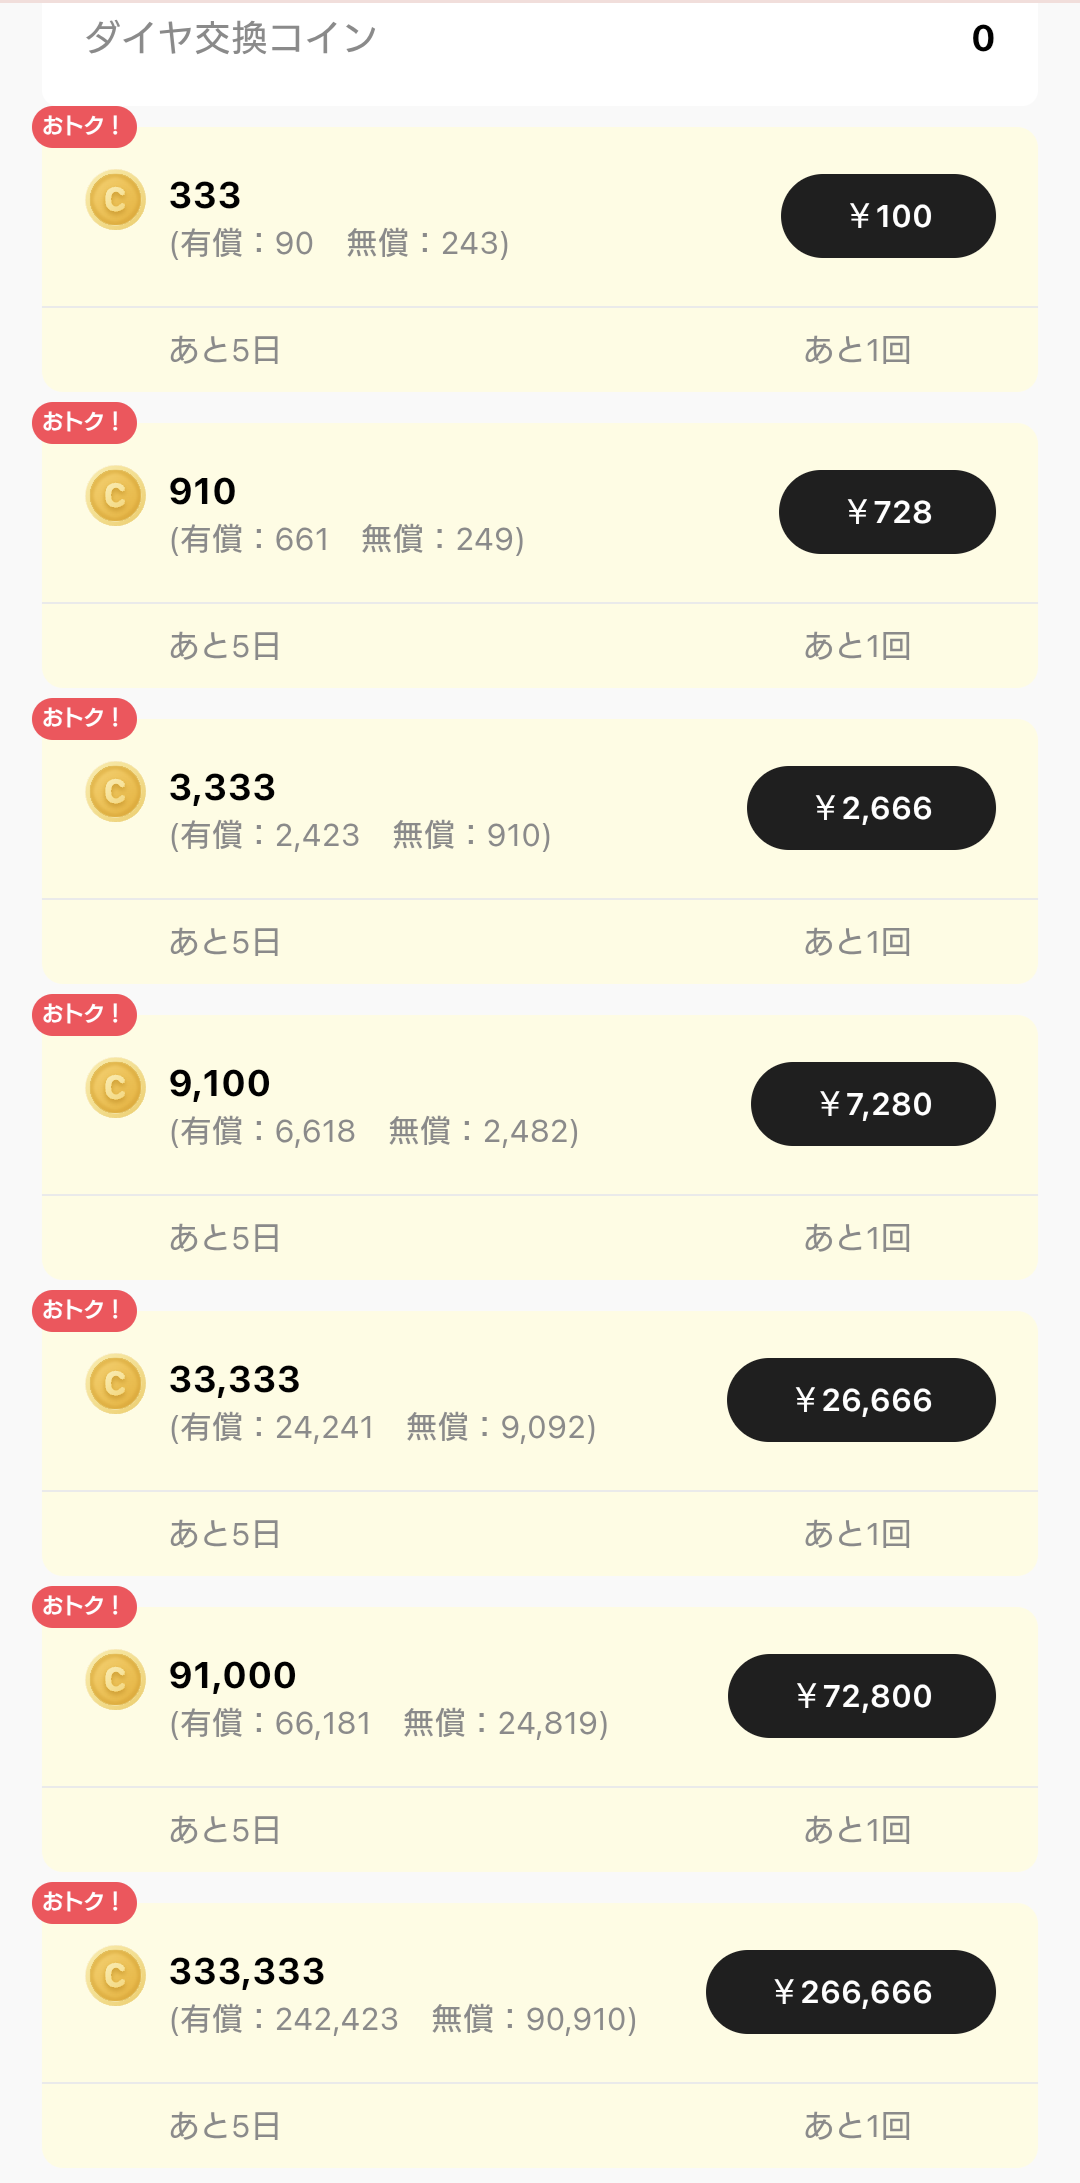 ダイヤ交換コイン 0
おトク！
C 333 ￥100
(有償：90　無償：243)
あと5日 あと1回
おトク！
C 910 ￥728
(有償：661　無償：249)
あと5日 あと1回
おトク！
C 3,333 ￥2,666
(有償：2,423　無償：910)
あと5日 あと1回
おトク！
C 9,100 ￥7,280
(有償：6,618　無償：2,482)
あと5日 あと1回
おトク！
C 33,333 ￥26,666
(有償：24,241　無償：9,092)
あと5日 あと1回
おトク！
C 91,000 ￥72,800
(有償：66,181　無償：24,819)
あと5日 あと1回
おトク！
C 333,333 ￥266,666
(有償：242,423　無償：90,910)
あと5日 あと1回